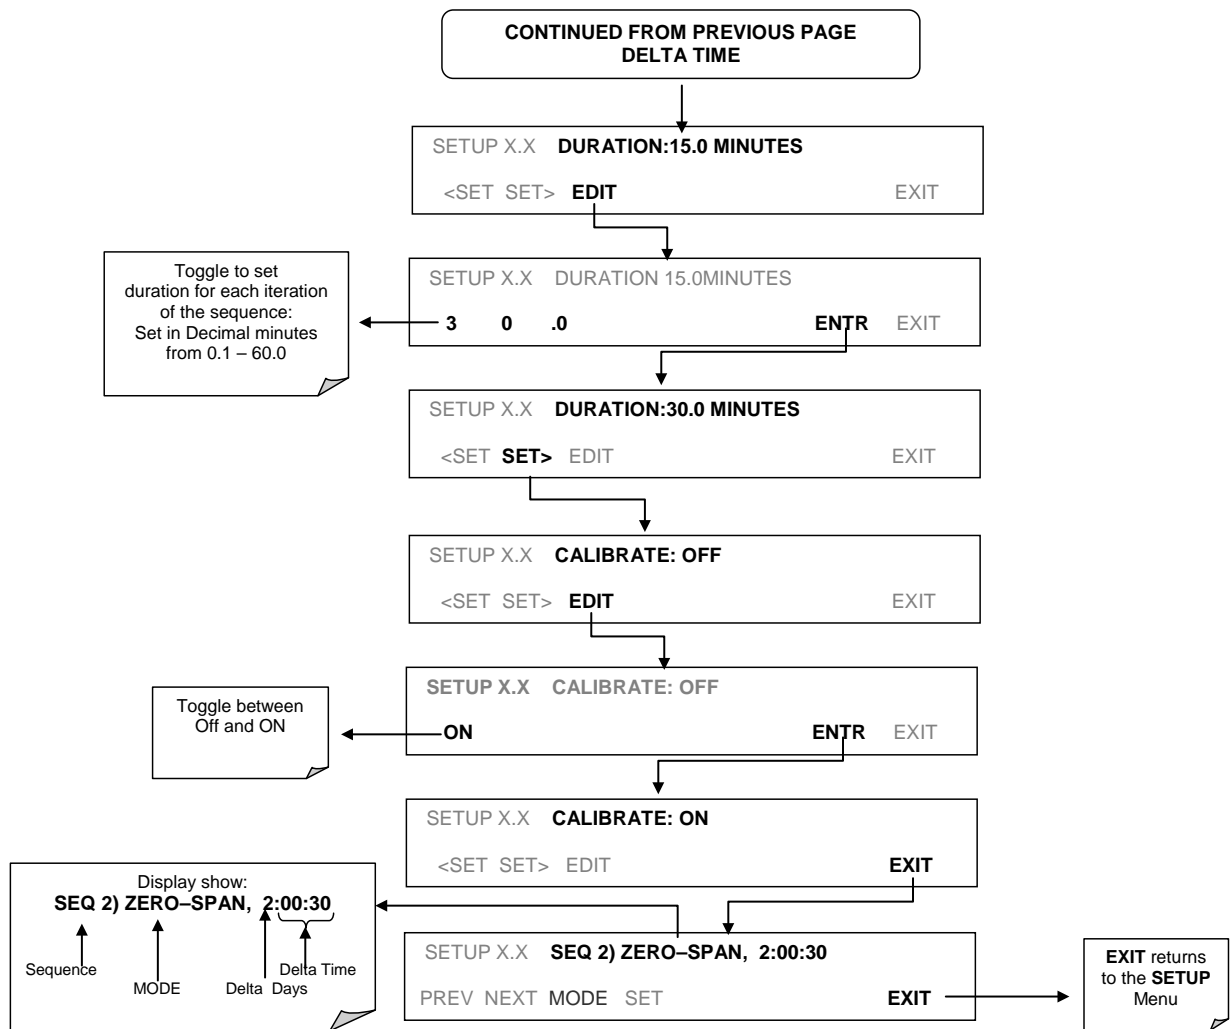 CONTINUED FROM PREVIOUS PAGE
DELTA TIME
SETUP X.X DURATION:15.0 MINUTES
<SET SET> EDIT EXIT
Toggle to set
duration for each iteration
of the sequence:
Set in Decimal minutes
from 0.1 – 60.0
SETUP X.X DURATION 15.0MINUTES
3 0 .0 ENTR EXIT
SETUP X.X DURATION:30.0 MINUTES
<SET SET> EDIT EXIT
SETUP X.X CALIBRATE: OFF
<SET SET> EDIT EXIT
Toggle between
Off and ON
SETUP X.X CALIBRATE: OFF
ON ENTR EXIT
SETUP X.X CALIBRATE: ON
<SET SET> EDIT EXIT
Display show:
SEQ 2) ZERO–SPAN, 2:00:30
Sequence
MODE
Delta Days
Delta Time
SETUP X.X SEQ 2) ZERO–SPAN, 2:00:30
PREV NEXT MODE SET EXIT
EXIT returns
to the SETUP
Menu